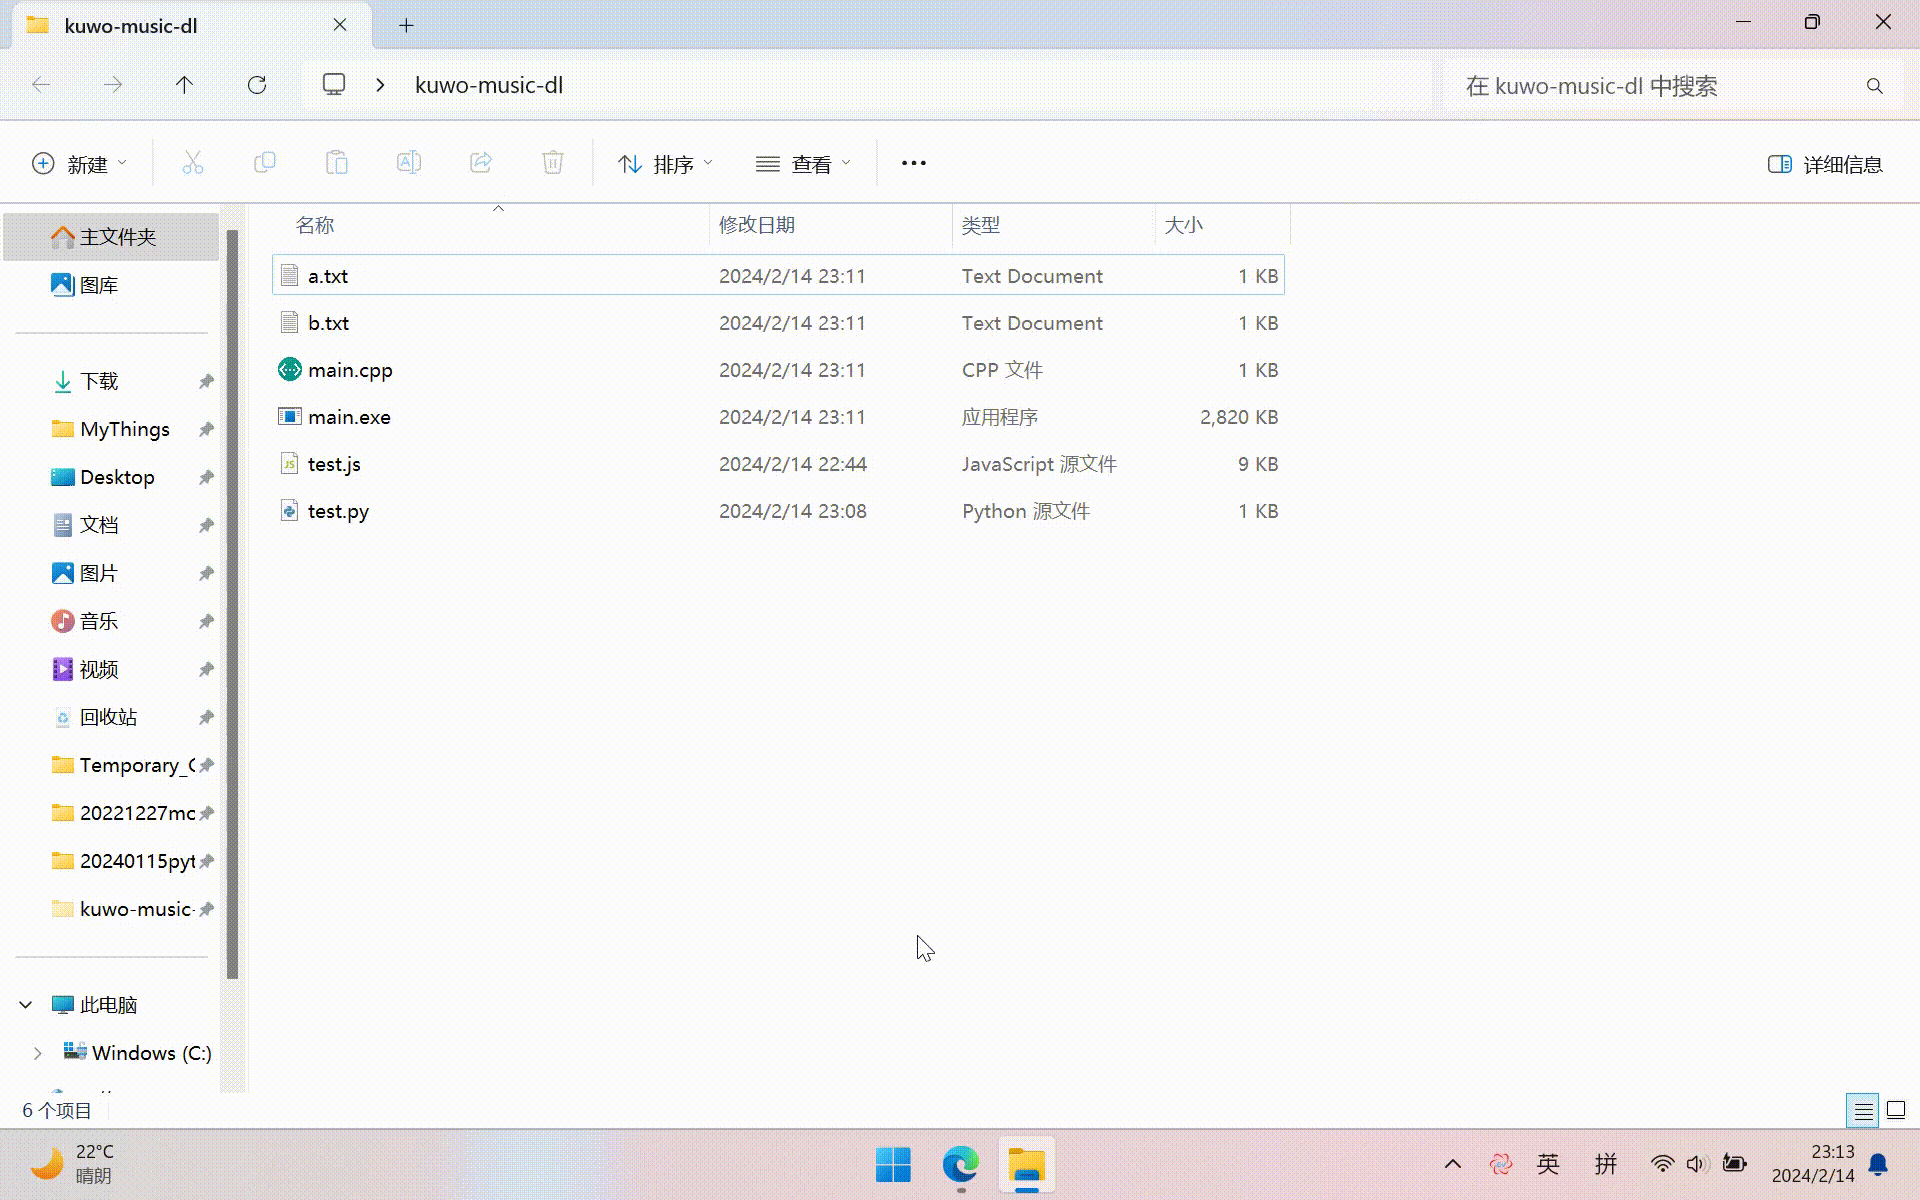 kuwo-music-dl
kuwo-music-dl
在 kuwo-music-dl 中搜索
新建
排序
查看
详细信息
主文件夹
图库
下载
MyThings
Desktop
文档
图片
音乐
视频
回收站
Temporary_
20221227mc
20240115pyt
kuwo-music-
此电脑
Windows (C:)
名称 修改日期 类型 大小
a.txt 2024/2/14 23:11 Text Document 1 KB
b.txt 2024/2/14 23:11 Text Document 1 KB
main.cpp 2024/2/14 23:11 CPP 文件 1 KB
main.exe 2024/2/14 23:11 应用程序 2,820 KB
test.js 2024/2/14 22:44 JavaScript 源文件 9 KB
test.py 2024/2/14 23:08 Python 源文件 1 KB
6 个项目
22°C
晴朗
英
拼
23:13
2024/2/14